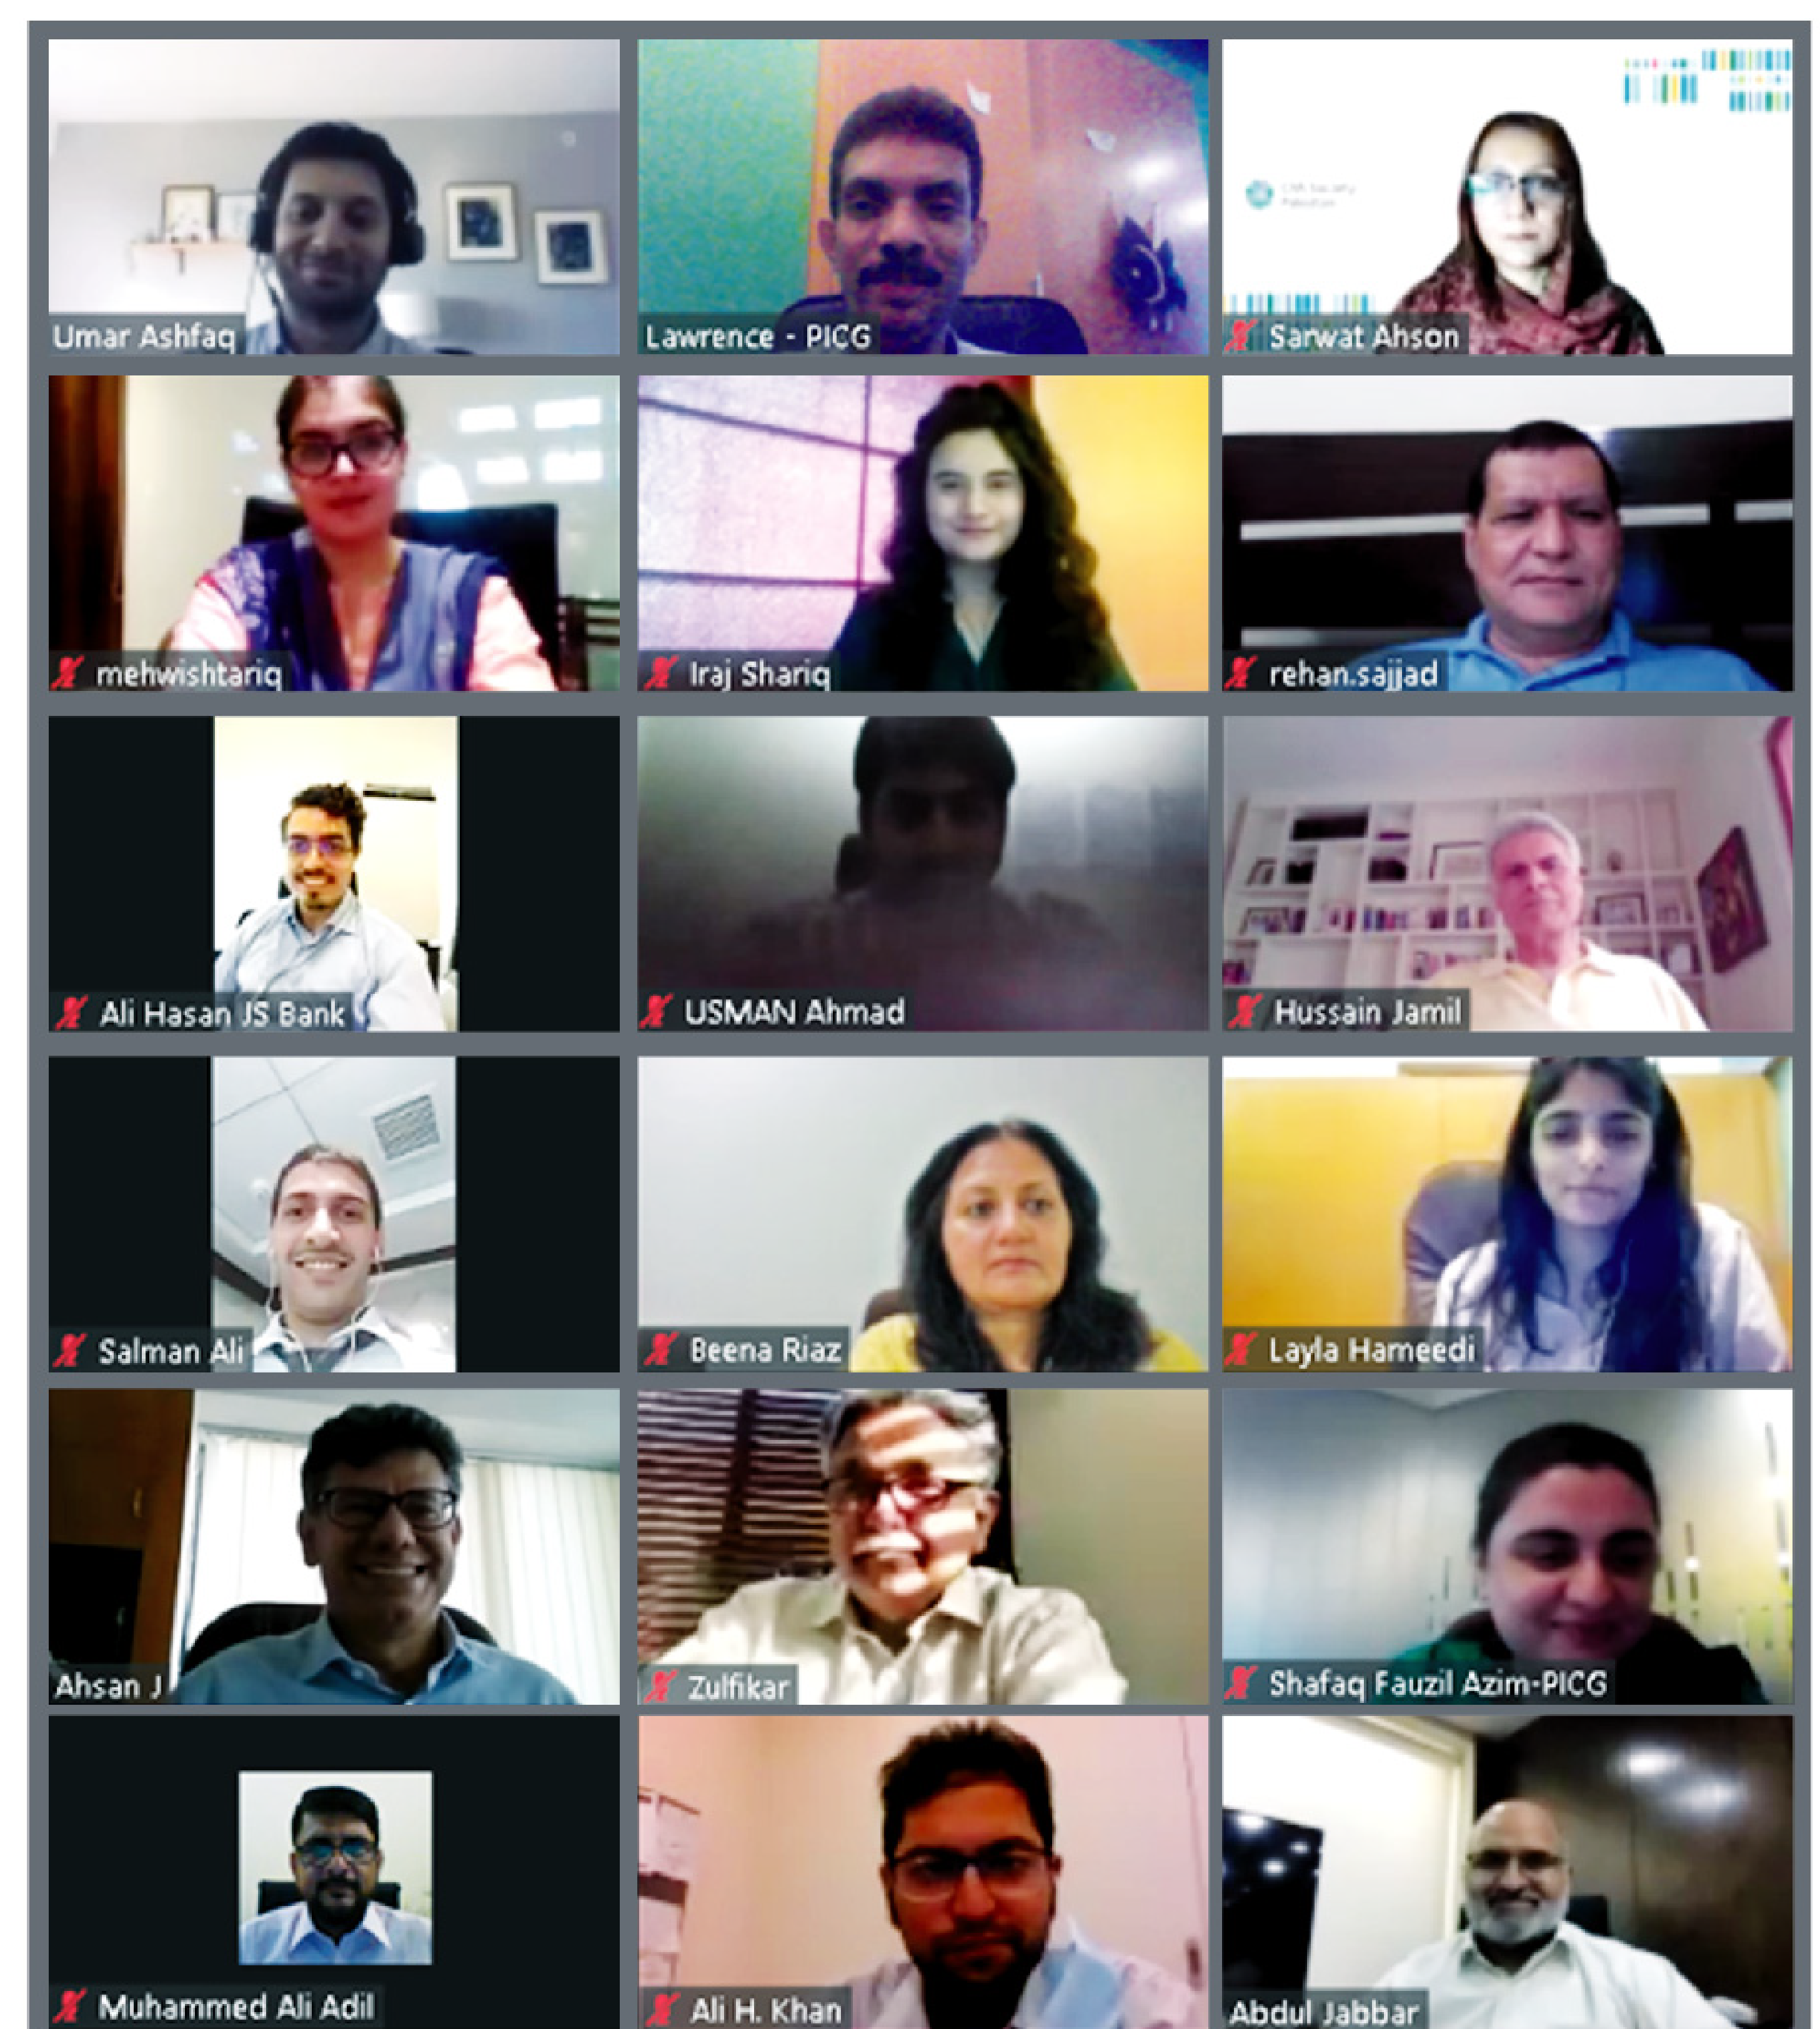 Umar Ashfaq
Lawrence - PICG
Sarwat Ahson
mehwishtariq
Iraj Shariq
rehan.sajjad
Ali Hasan JS Bank
USMAN Ahmad
Hussain Jamil
Salman Ali
Beena Riaz
Layla Hameedi
Ahsan J
Zulfikar
Shafaq Fauzil Azim-PICG
Muhammed Ali Adil
Ali H. Khan
Abdul Jabbar